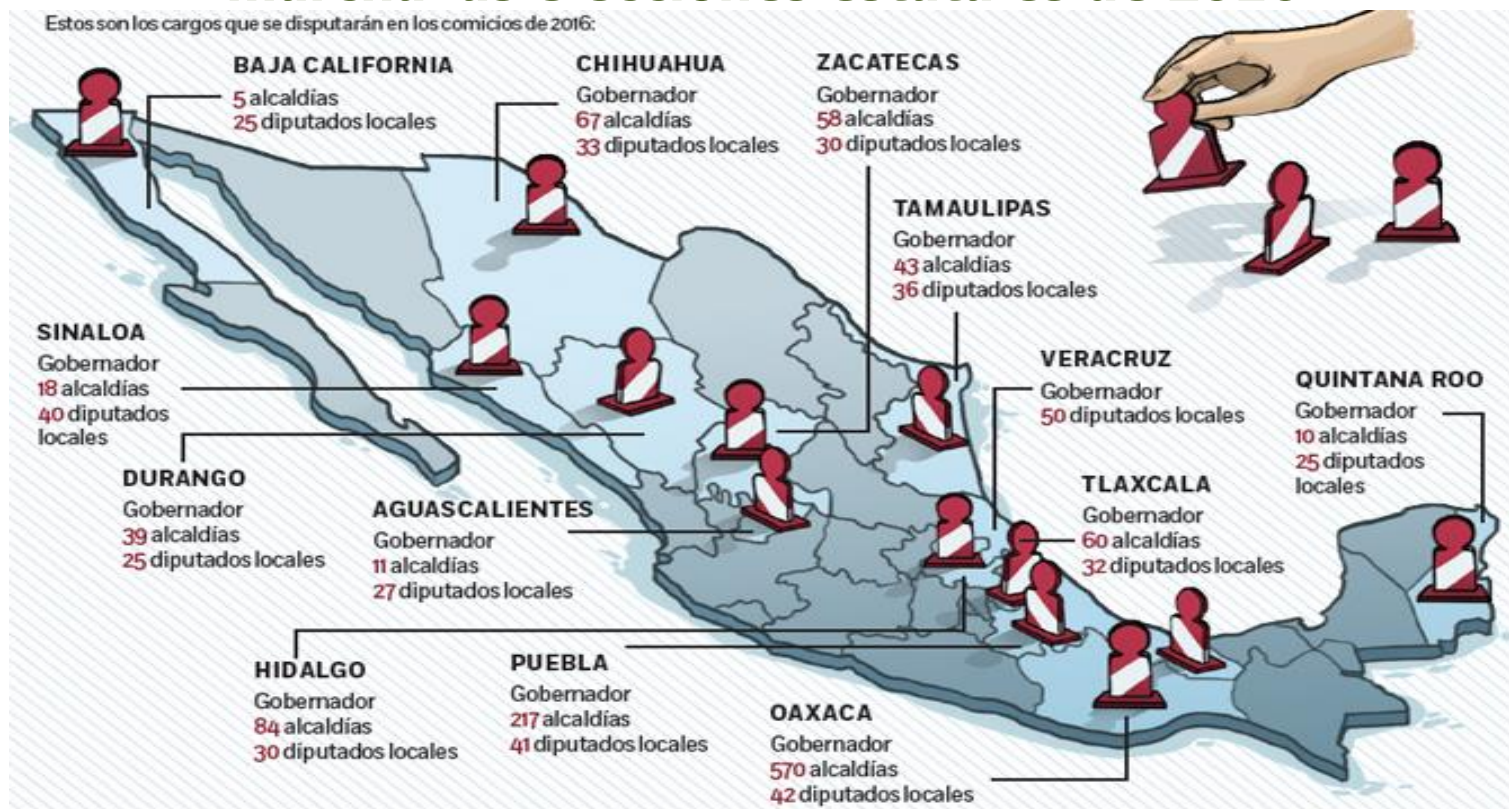 Estos son los cargos que se disputarán en los comicios de 2016:
BAJA CALIFORNIA
5 alcaldías
25 diputados locales
CHIHUAHUA
Gobernador
67 alcaldías
33 diputados locales
ZACATECAS
Gobernador
58 alcaldías
30 diputados locales
TAMAULIPAS
Gobernador
43 alcaldías
36 diputados locales
SINALOA
Gobernador
18 alcaldías
40 diputados
locales
VERACRUZ
Gobernador
50 diputados locales
QUINTANA ROO
Gobernador
10 alcaldías
25 diputados
locales
DURANGO
Gobernador
39 alcaldías
25 diputados locales
AGUASCALIENTES
Gobernador
11 alcaldías
27 diputados locales
TLAXCALA
Gobernador
60 alcaldías
32 diputados locales
HIDALGO
Gobernador
84 alcaldías
30 diputados locales
PUEBLA
Gobernador
217 alcaldías
41 diputados locales
OAXACA
Gobernador
570 alcaldías
42 diputados locales